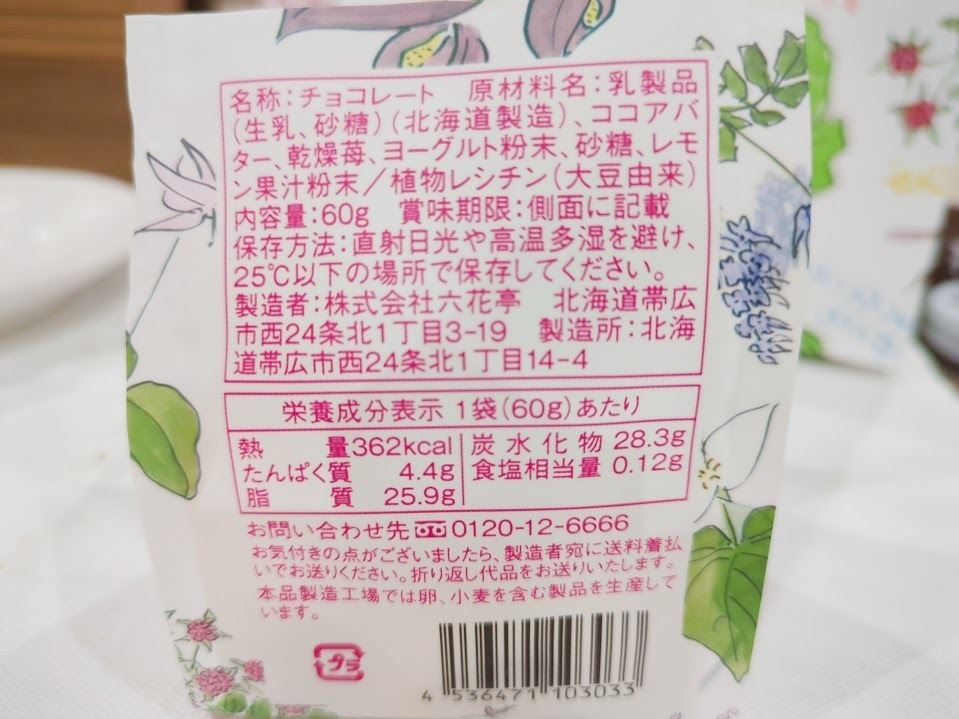 名称:チョコレート 原材料名:乳製品
(生乳、砂糖)(北海道製造)、ココアバ
ター、乾燥苺、ヨーグルト粉末、砂糖、レモ
ン果汁粉末/植物レシチン(大豆由来)
内容量:60g 賞味期限:側面に記載
保存方法:直射日光や高温多湿を避け、
25℃以下の場所で保存してください。
製造者:株式会社六花亭 北海道帯広
市西24条北1丁目3-19 製造所:北海
道帯広市西24条北1丁目14-4
栄養成分表示 1袋(60g)あたり
熱量362kcal 炭水化物 28.3g
たんぱく質 4.4g 食塩相当量 0.12g
脂質 25.9g
お問い合わせ先 0120-12-6666
お気付きの点がございましたら、製造者宛に送料着払
いでお送りください。折り返し代品をお送りいたします。
本品製造工場では卵、小麦を含む製品を生産して
います。
プラ
4 536471 103033